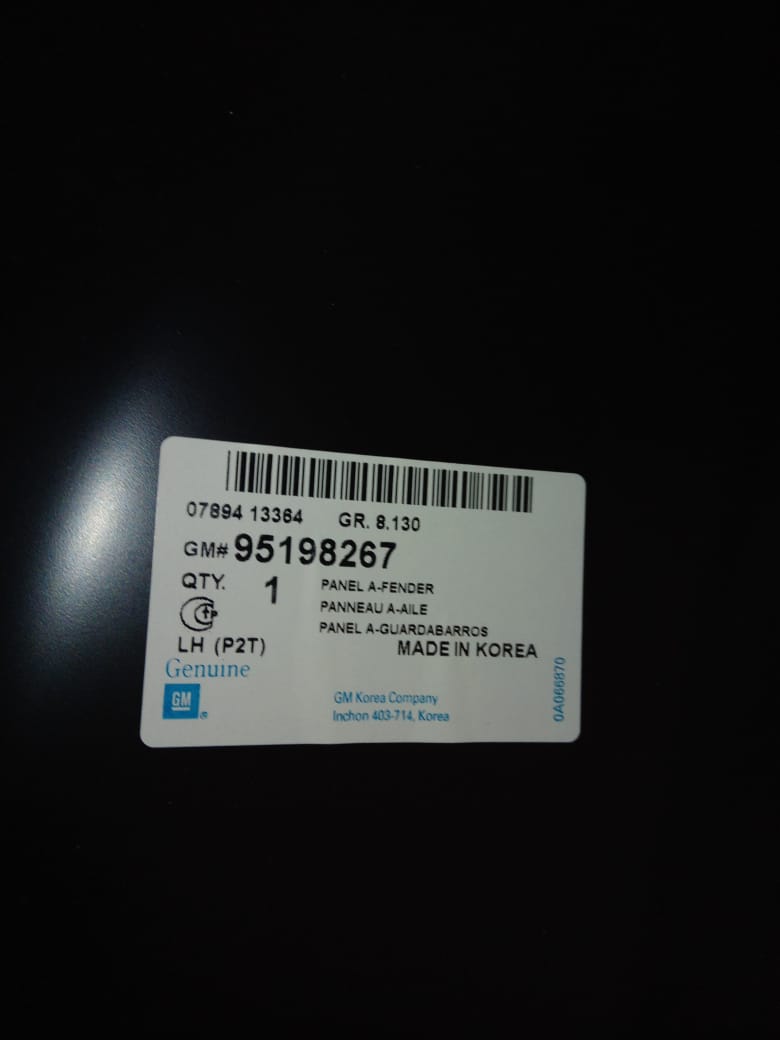 07894 13364 GR. 8.130
GM# 95198267
QTY. 1 PANEL A-FENDER
PANNEAU A-AILE
PANEL A-GUARDABARROS
LH (P2T) MADE IN KOREA
Genuine
GM ®
GM Korea Company
Inchon 403-714, Korea
0A066870